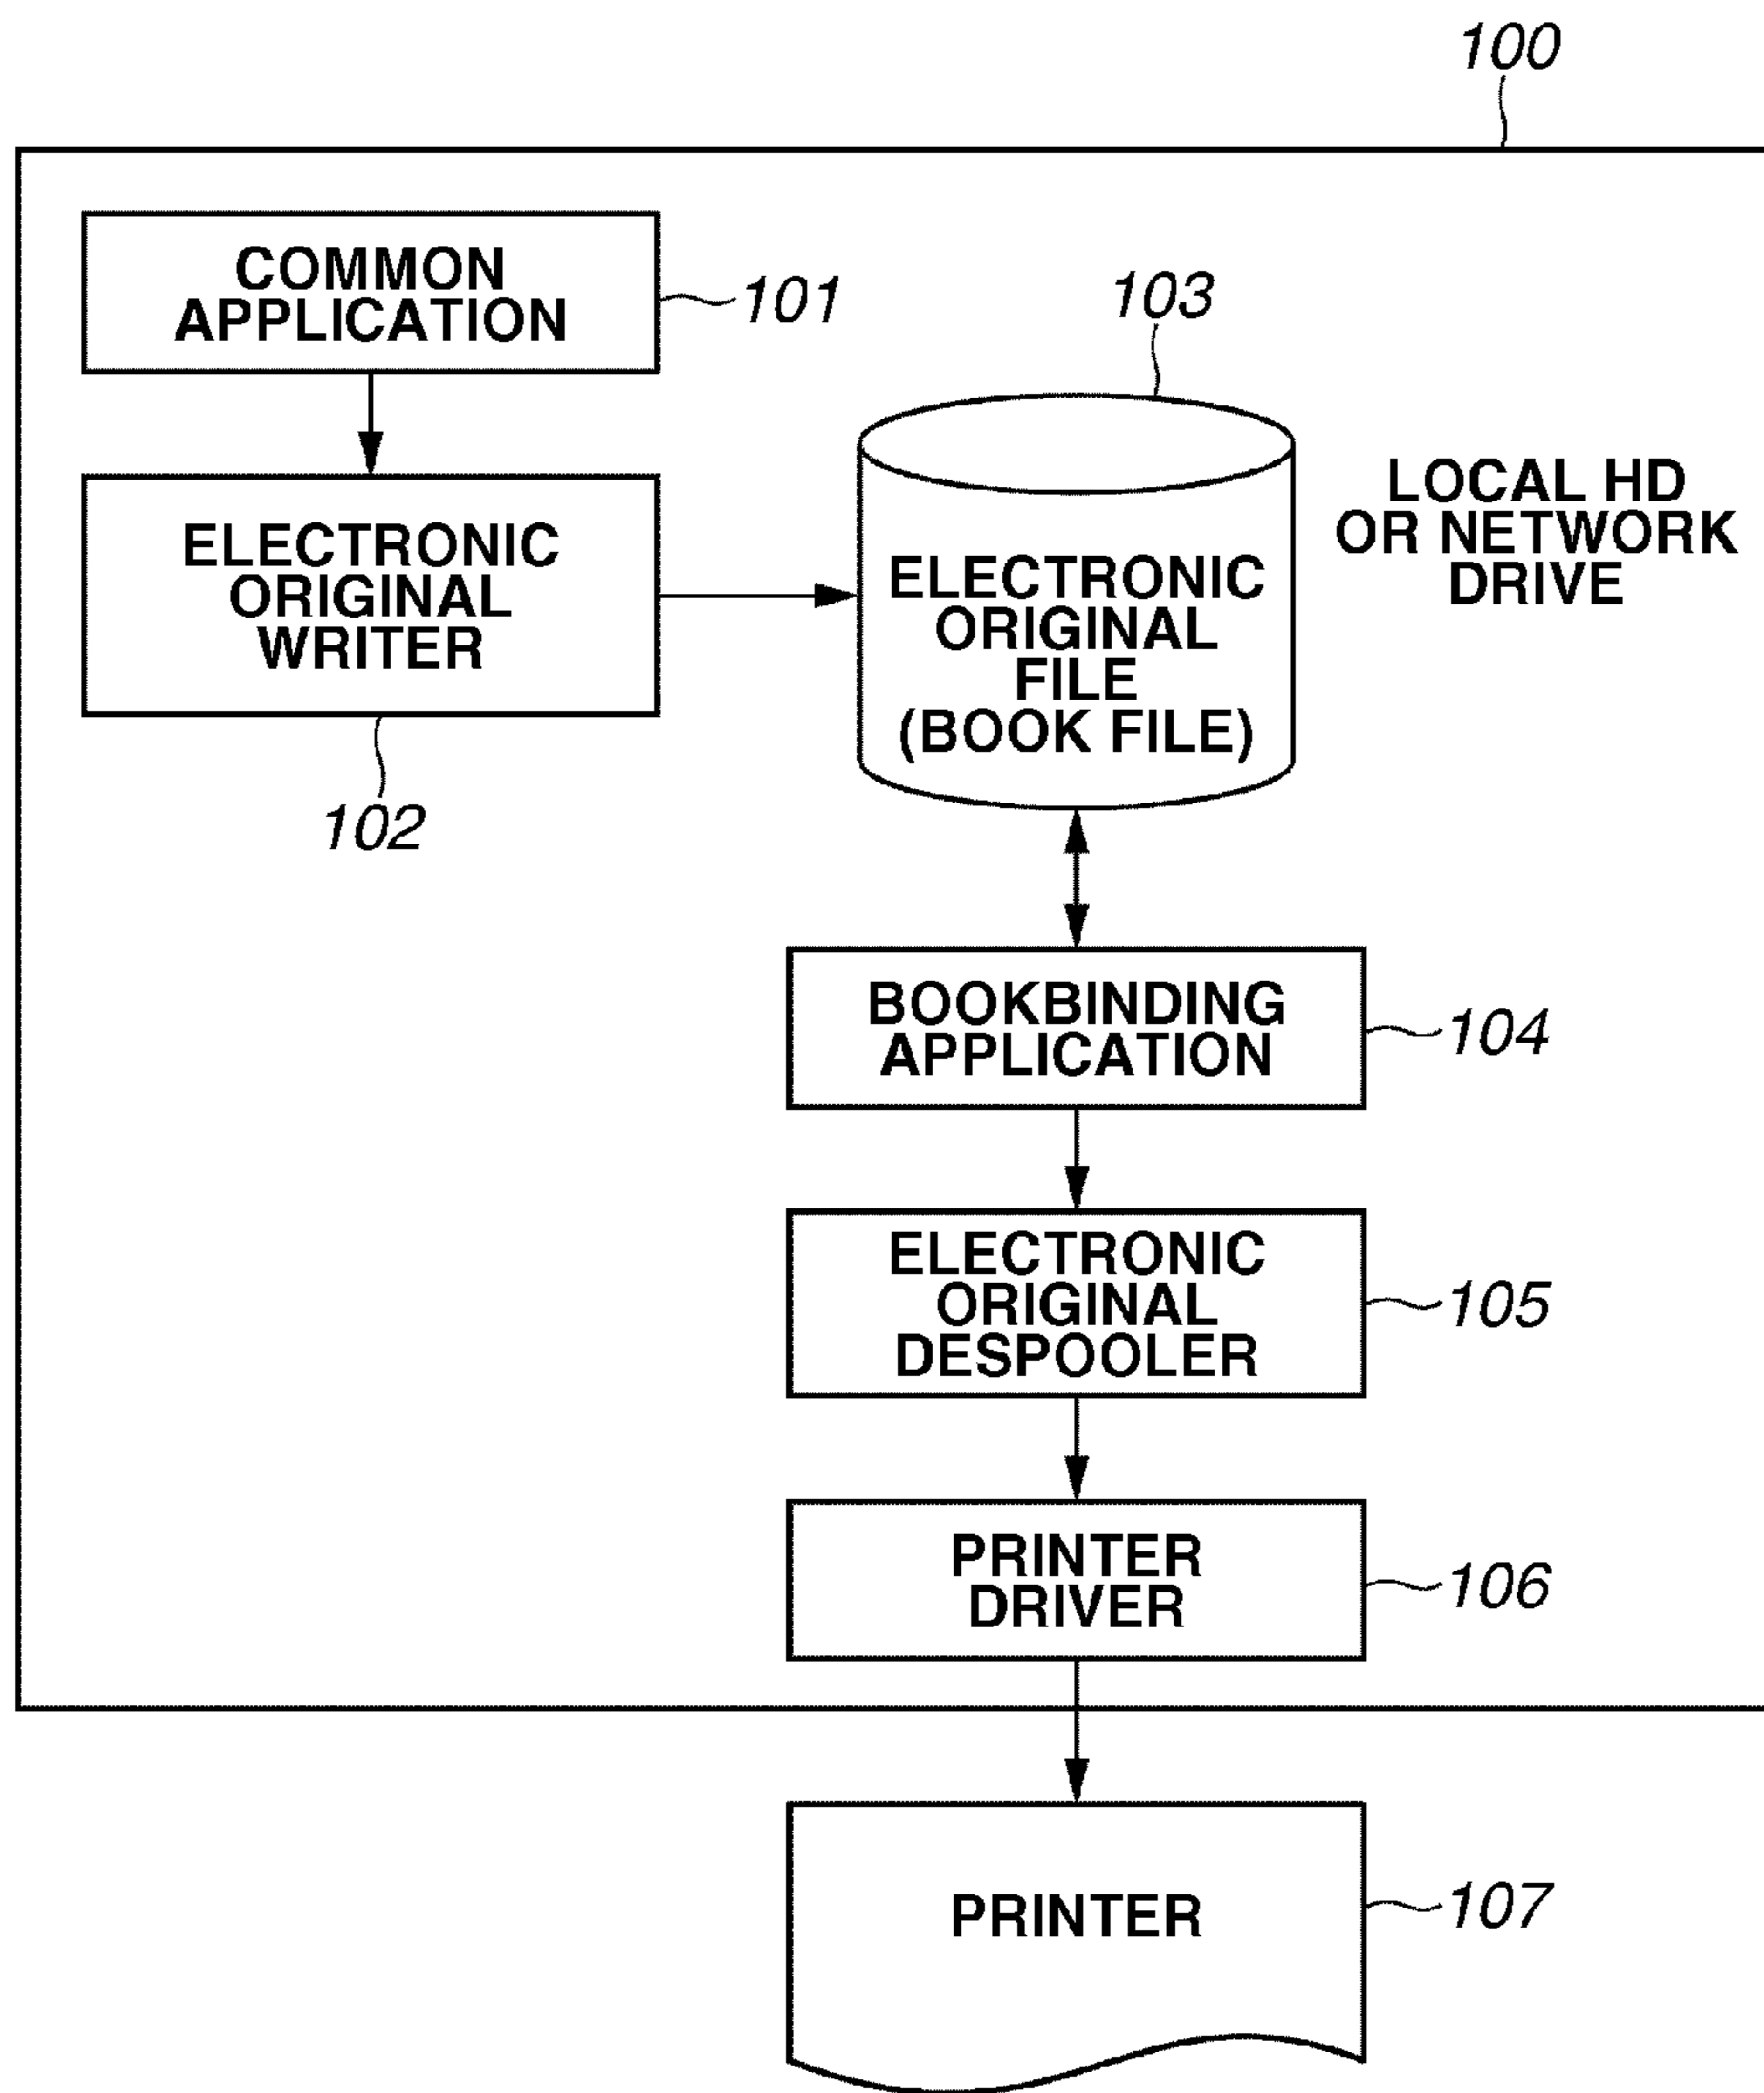 100
COMMON
APPLICATION
101
ELECTRONIC
ORIGINAL
WRITER
102
103
ELECTRONIC
ORIGINAL
FILE
(BOOK FILE)
LOCAL HD
OR NETWORK
DRIVE
BOOKBINDING
APPLICATION
104
ELECTRONIC
ORIGINAL
DESPOOLER
105
PRINTER
DRIVER
106
PRINTER
107